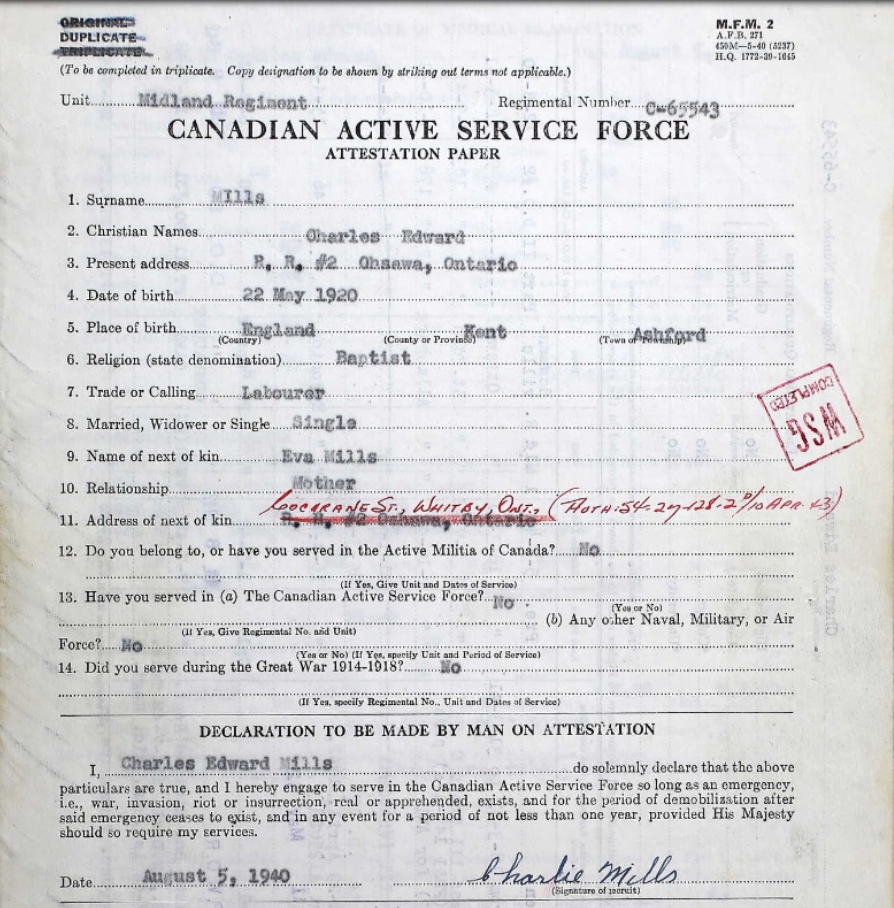 ORIGINAL
DUPLICATE
TRIPLICATE
M.F.M. 2
A.F.B. 271
450M—5-40 (5237)
H.Q. 1772-39-1645
(To be completed in triplicate. Copy designation to be shown by striking out terms not applicable.)
Unit Midland Regiment Regimental Number C-65543
CANADIAN ACTIVE SERVICE FORCE
ATTESTATION PAPER
1. Surname MIlls
2. Christian Names Charles Edward
3. Present address R. R. #2 Ohsawa, Ontario
4. Date of birth 22 May 1920
5. Place of birth England Kent Ashford
(Country) (County or Province) (Town or Township)
6. Religion (state denomination) Baptist
7. Trade or Calling Labourer
8. Married, Widower or Single Single
COMPLETED
WSG
9. Name of next of kin Eva Mills
10. Relationship Mother
ST., WHITBY, ONT., (AUTH:54-27-128-2 D/10 APR. 43)
11. Address of next of kin R. R. #2 Oshawa, Ontario
12. Do you belong to, or have you served in the Active Militia of Canada? No
(If Yes, Give Unit and Dates of Service)
13. Have you served in (a) The Canadian Active Service Force? No
(Yes or No)
(b) Any other Naval, Military, or Air
(If Yes, Give Regimental No. and Unit)
Force? No
(Yes or No) (If Yes, specify Unit and Period of Service)
14. Did you serve during the Great War 1914-1918? No
(If Yes, specify Regimental No., Unit and Dates of Service)
DECLARATION TO BE MADE BY MAN ON ATTESTATION
I, Charles Edward Mills do solemnly declare that the above
particulars are true, and I hereby engage to serve in the Canadian Active Service Force so long as an emergency,
i.e., war, invasion, riot or insurrection, real or apprehended, exists, and for the period of demobilization after
said emergency ceases to exist, and in any event for a period of not less than one year, provided His Majesty
should so require my services.
Date August 5, 1940 Charlie Mills
(Signature of recruit)